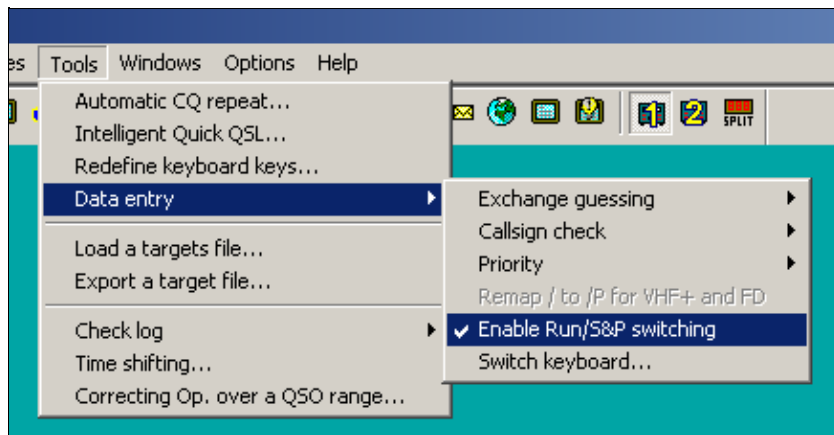 es Tools Windows Options Help
Automatic CQ repeat...
Intelligent Quick QSL...
Redefine keyboard keys...
Data entry
Load a targets file...
Export a target file...
Check log
Time shifting...
Correcting Op. over a QSO range...
1 2 SPLIT
Exchange guessing
Callsign check
Priority
Remap / to /P for VHF+ and FD
Enable Run/S&P switching
Switch keyboard...